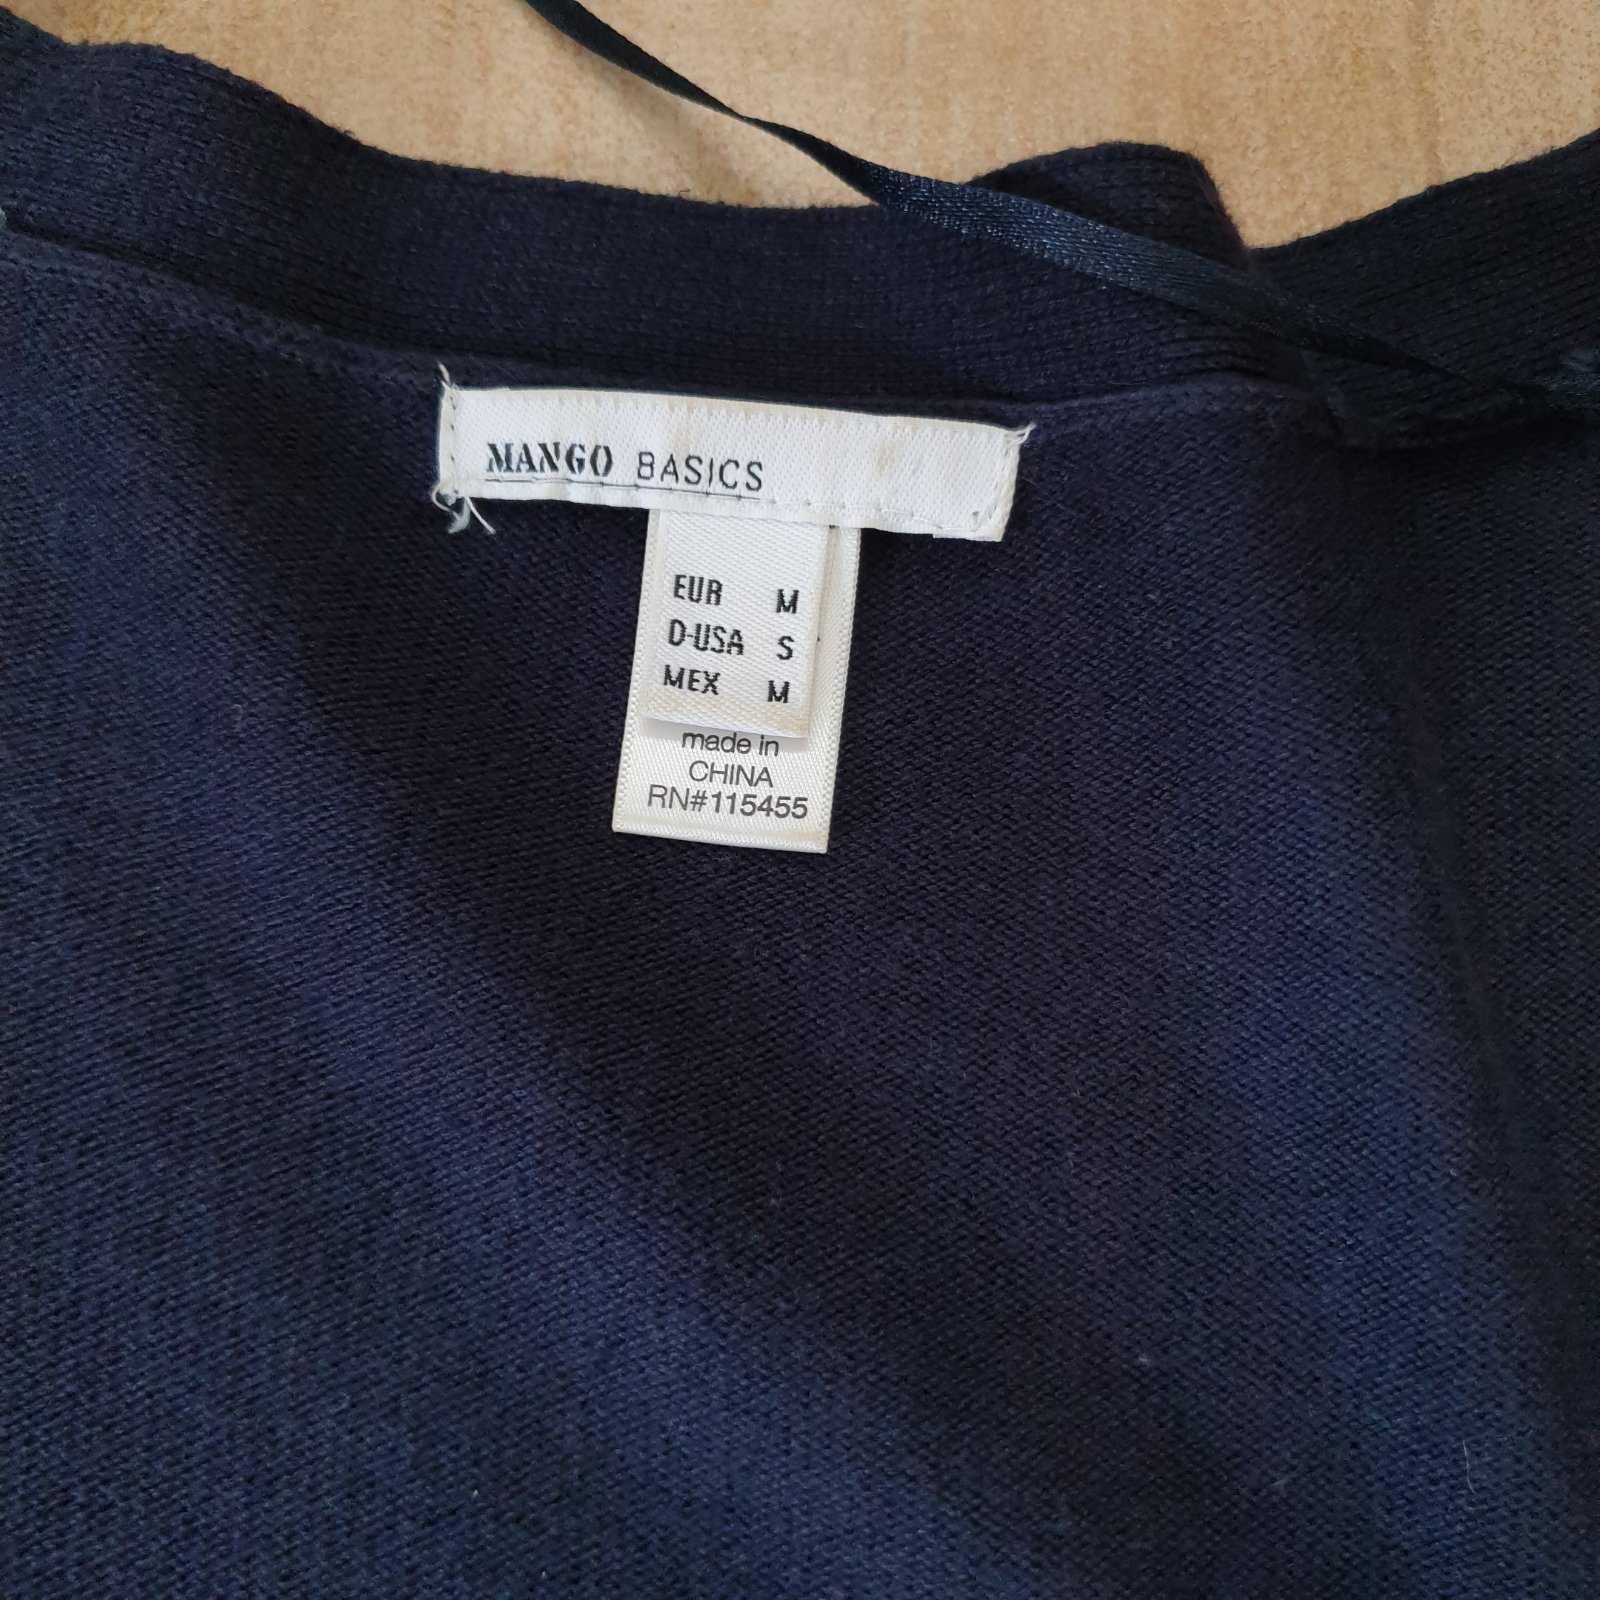 MANGO BASICS
EUR M
D-USA S
MEX M
made in
CHINA
RN#115455